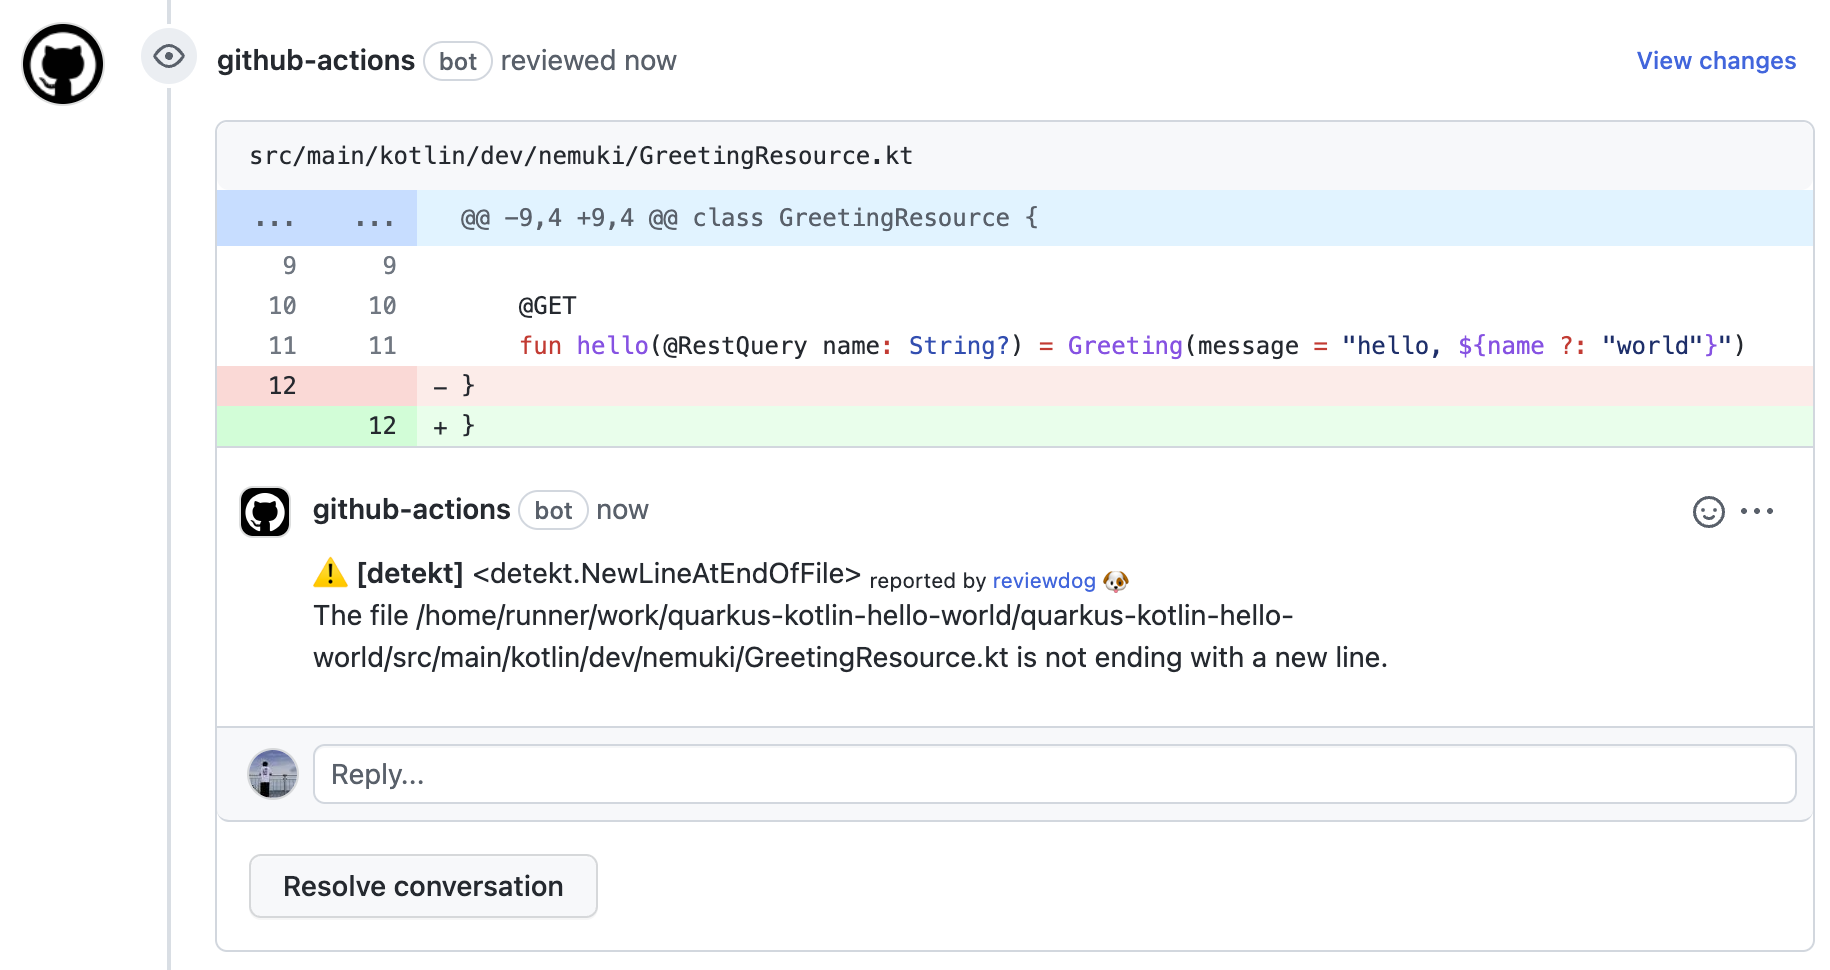 github-actions bot reviewed now View changes
src/main/kotlin/dev/nemuki/GreetingResource.kt
... ... @@ -9,4 +9,4 @@ class GreetingResource {
9 9
10 10 @GET
11 11 fun hello(@RestQuery name: String?) = Greeting(message = "hello, ${name ?: "world"}")
12 - }
12 + }
github-actions bot now
⚠️ [detekt] <detekt.NewLineAtEndOfFile> reported by reviewdog 🐶
The file /home/runner/work/quarkus-kotlin-hello-world/quarkus-kotlin-hello-
world/src/main/kotlin/dev/nemuki/GreetingResource.kt is not ending with a new line.
Reply...
Resolve conversation